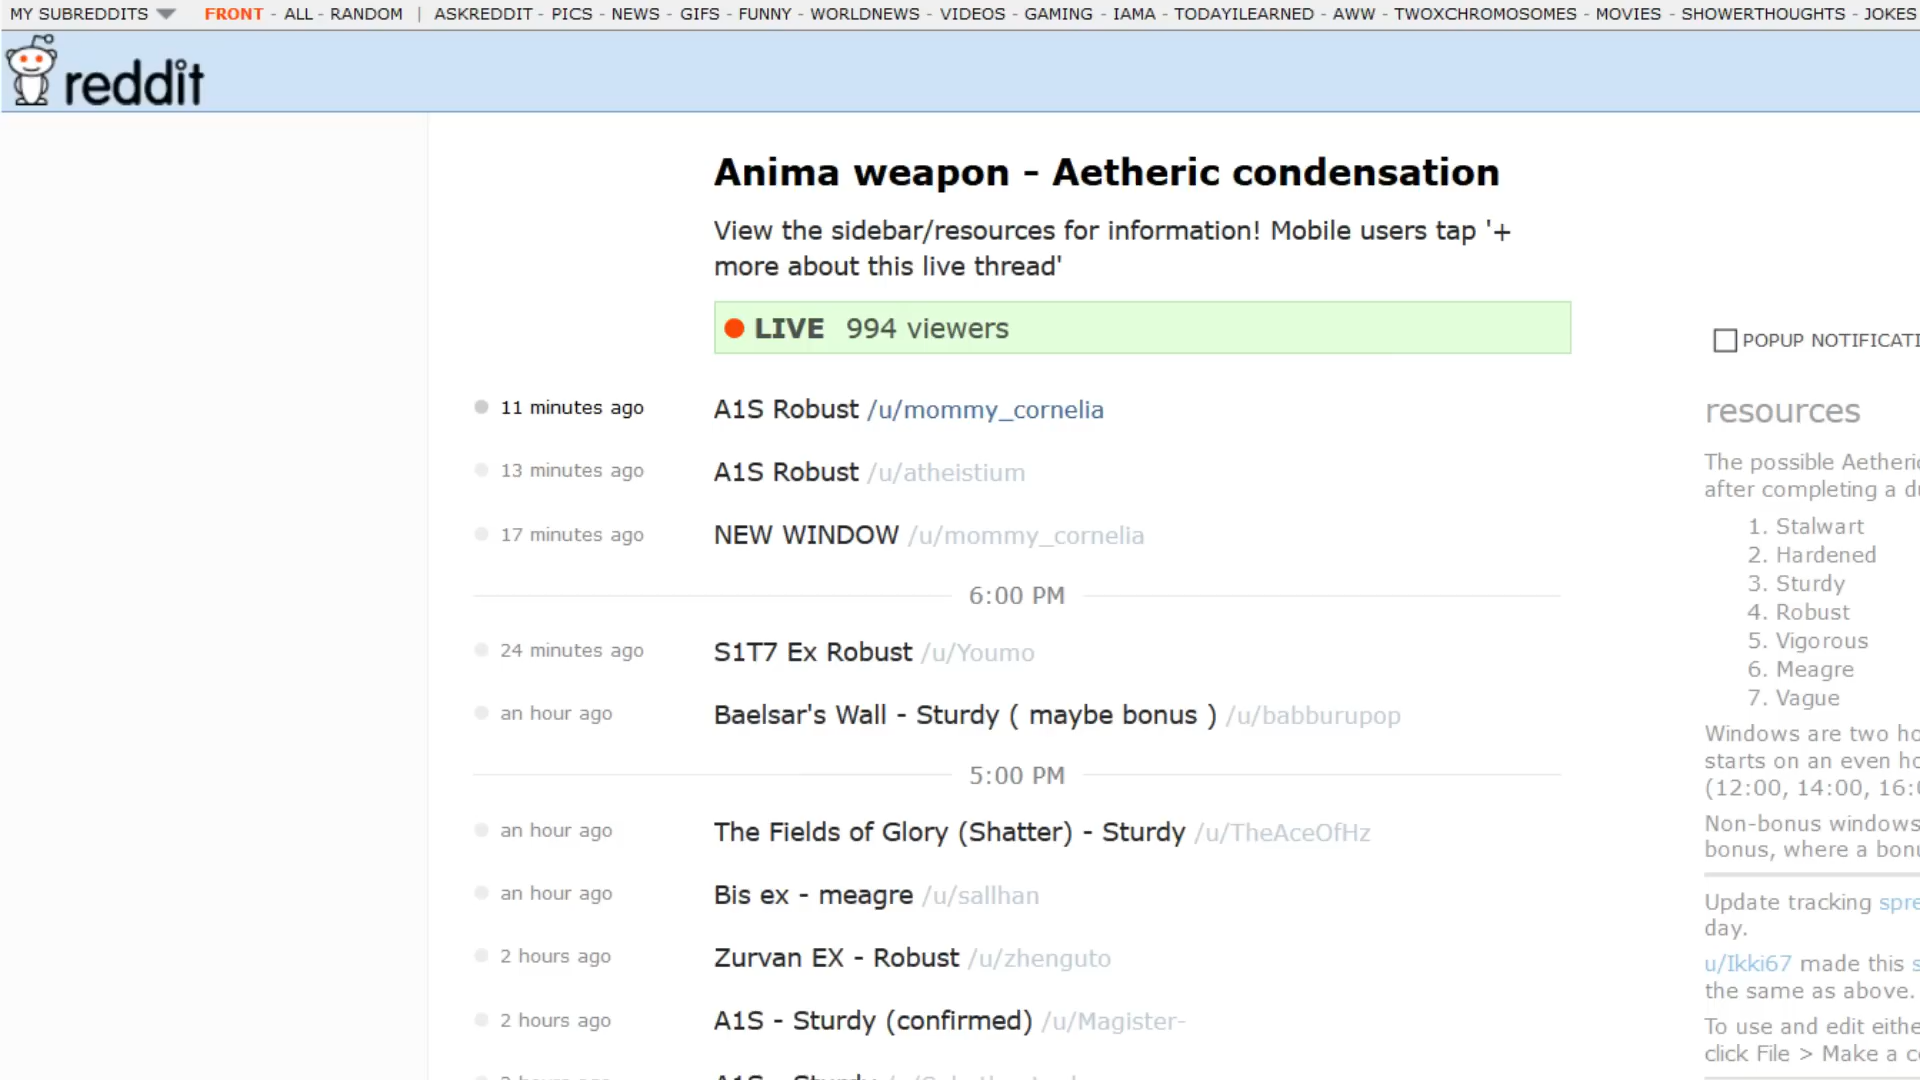 MY SUBREDDITS FRONT - ALL - RANDOM | ASKREDDIT - PICS - NEWS - GIFS - FUNNY - WORLDNEWS - VIDEOS - GAMING - IAMA - TODAYILEARNED - AWW - TWOXCHROMOSOMES - MOVIES - SHOWERTHOUGHTS - JOKES
reddit
Anima weapon - Aetheric condensation
View the sidebar/resources for information! Mobile users tap '+
more about this live thread'
LIVE 994 viewers
11 minutes ago A1S Robust /u/mommy_cornelia
13 minutes ago A1S Robust /u/atheistium
17 minutes ago NEW WINDOW /u/mommy_cornelia
6:00 PM
24 minutes ago S1T7 Ex Robust /u/Youmo
an hour ago Baelsar's Wall - Sturdy ( maybe bonus ) /u/babburupop
5:00 PM
an hour ago The Fields of Glory (Shatter) - Sturdy /u/TheAceOfHz
an hour ago Bis ex - meagre /u/sallhan
2 hours ago Zurvan EX - Robust /u/zhenguto
2 hours ago A1S - Sturdy (confirmed) /u/Magister-
POPUP NOTIFICATI
resources
The possible Aetheric
after completing a du
1. Stalwart
2. Hardened
3. Sturdy
4. Robust
5. Vigorous
6. Meagre
7. Vague
Windows are two ho
starts on an even ho
(12:00, 14:00, 16:0
Non-bonus windows
bonus, where a bonu
Update tracking spre
day.
u/Ikki67 made this s
the same as above.
To use and edit eithe
click File > Make a co